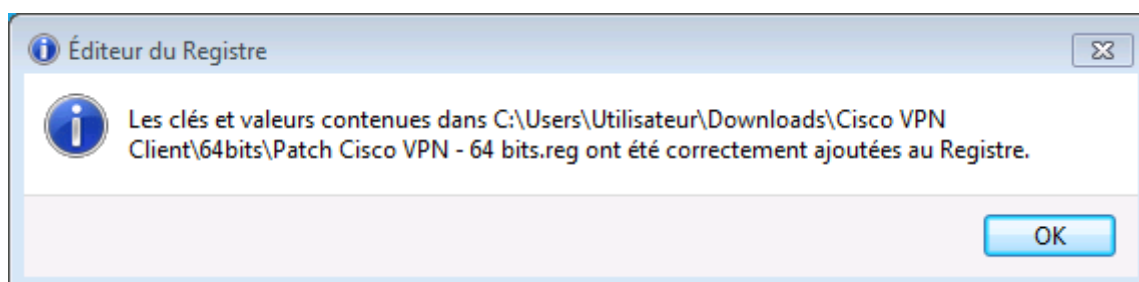 Éditeur du Registre
Les clés et valeurs contenues dans C:\Users\Utilisateur\Downloads\Cisco VPN
Client\64bits\Patch Cisco VPN - 64 bits.reg ont été correctement ajoutées au Registre.
OK